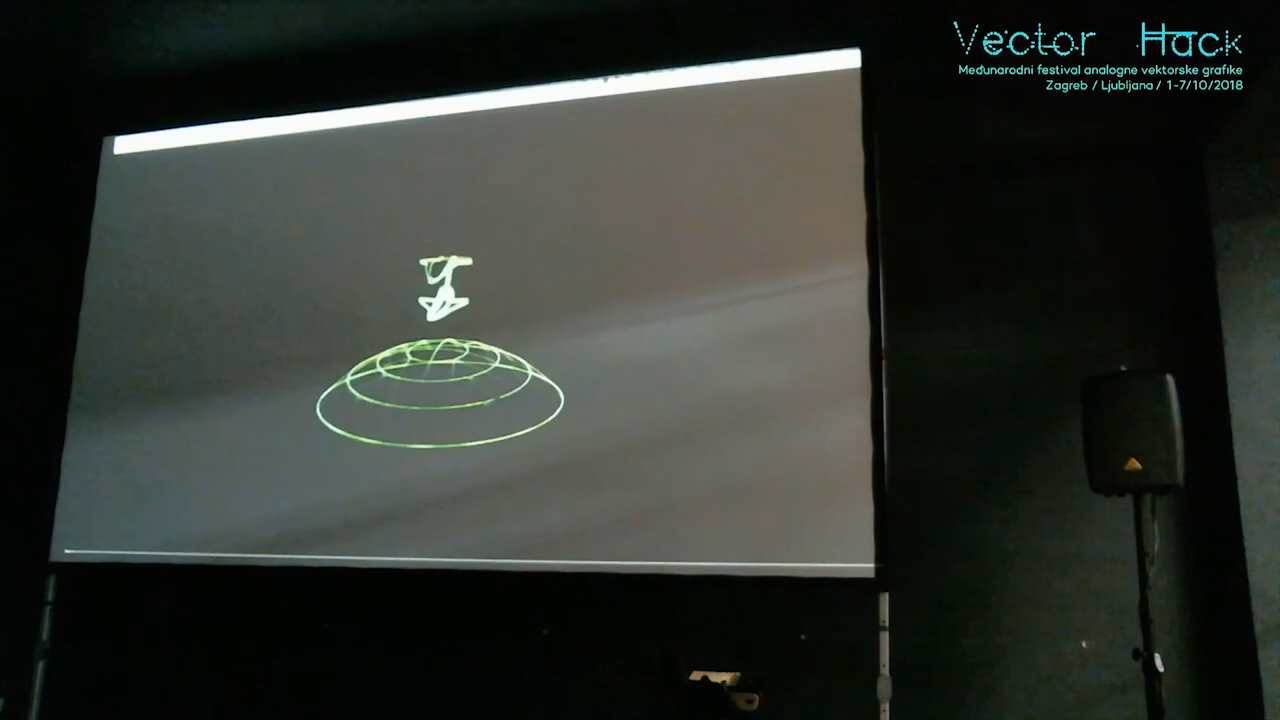 Vector Hack
Međunarodni festival analogne vektorske grafike
Zagreb / Ljubljana / 1-7/10/2018